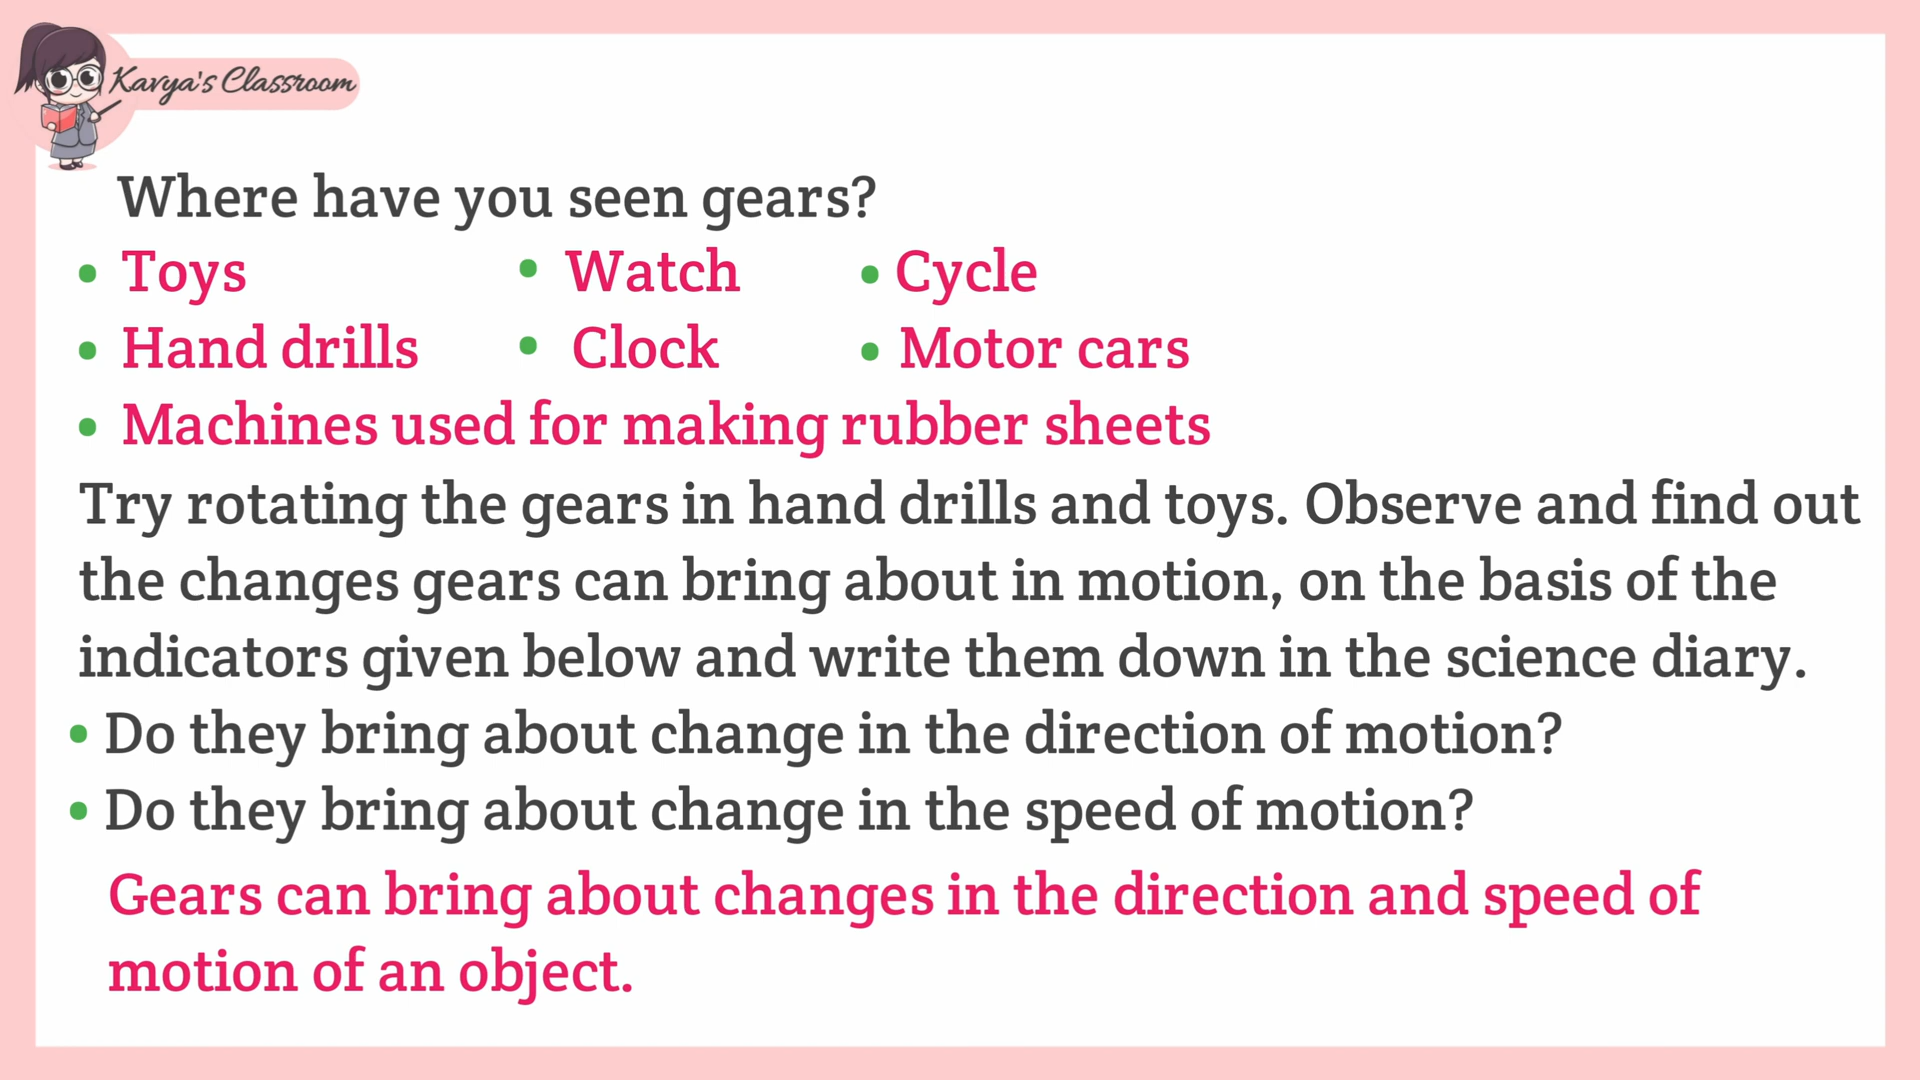 Kavya's Classroom
Where have you seen gears?
• Toys • Watch • Cycle
• Hand drills • Clock • Motor cars
• Machines used for making rubber sheets
Try rotating the gears in hand drills and toys. Observe and find out
the changes gears can bring about in motion, on the basis of the
indicators given below and write them down in the science diary.
• Do they bring about change in the direction of motion?
• Do they bring about change in the speed of motion?
Gears can bring about changes in the direction and speed of
motion of an object.